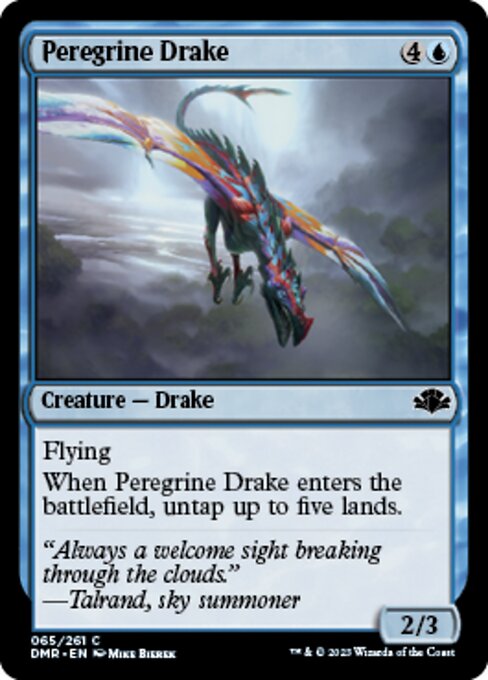 Peregrine Drake 4
Creature — Drake
Flying
When Peregrine Drake enters the
battlefield, untap up to five lands.
“Always a welcome sight breaking
through the clouds.”
—Talrand, sky summoner
2/3
065/261 C
DMR • EN Mike Bierek
™ & © 2023 Wizards of the Coast